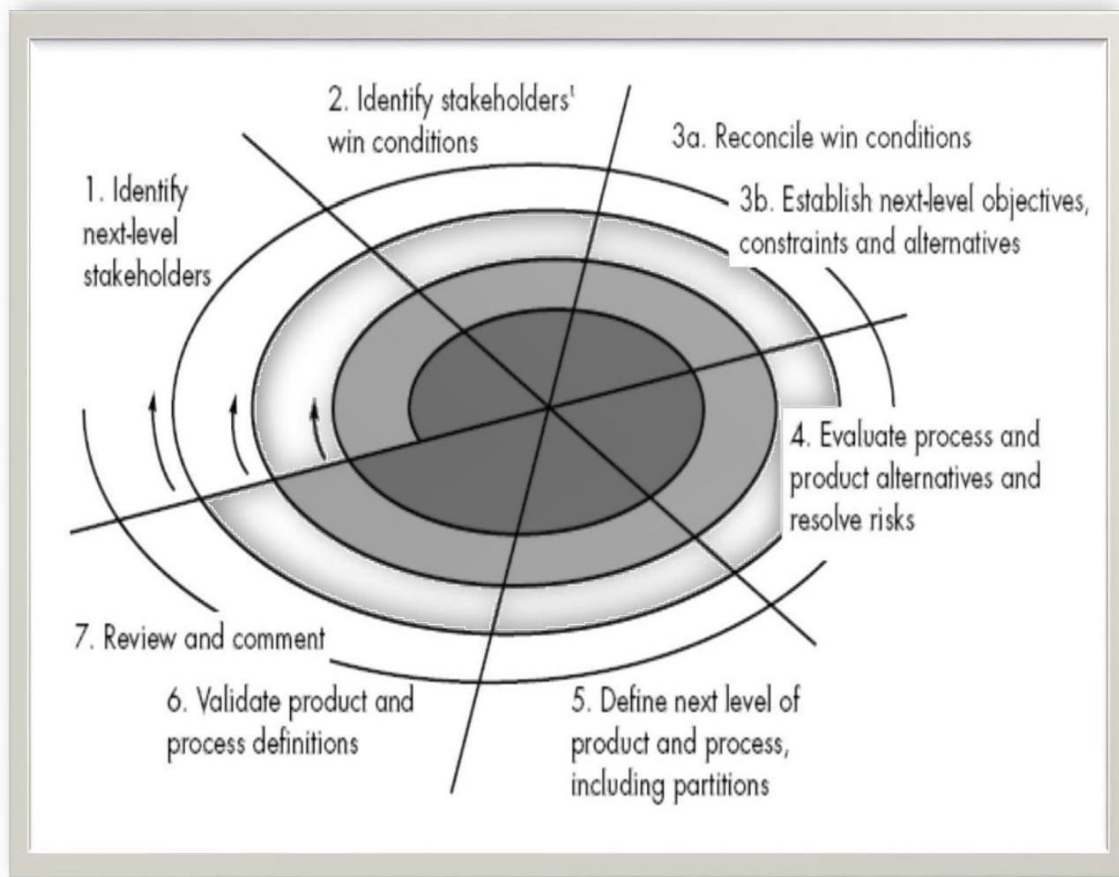 1. Identify
next-level
stakeholders
2. Identify stakeholders'
win conditions
3a. Reconcile win conditions
3b. Establish next-level objectives,
constraints and alternatives
4. Evaluate process and
product alternatives and
resolve risks
5. Define next level of
product and process,
including partitions
6. Validate product and
process definitions
7. Review and comment